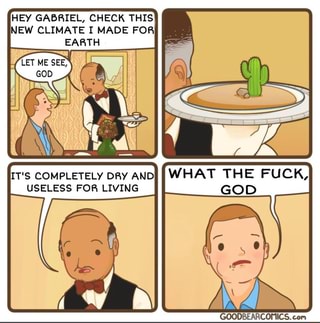 HEY GABRIEL, CHECK THIS
NEW CLIMATE I MADE FOR
EARTH
LET ME SEE,
GOD
IT'S COMPLETELY DRY AND
USELESS FOR LIVING
WHAT THE FUCK,
GOD
GOODBEARCOMICS.COM